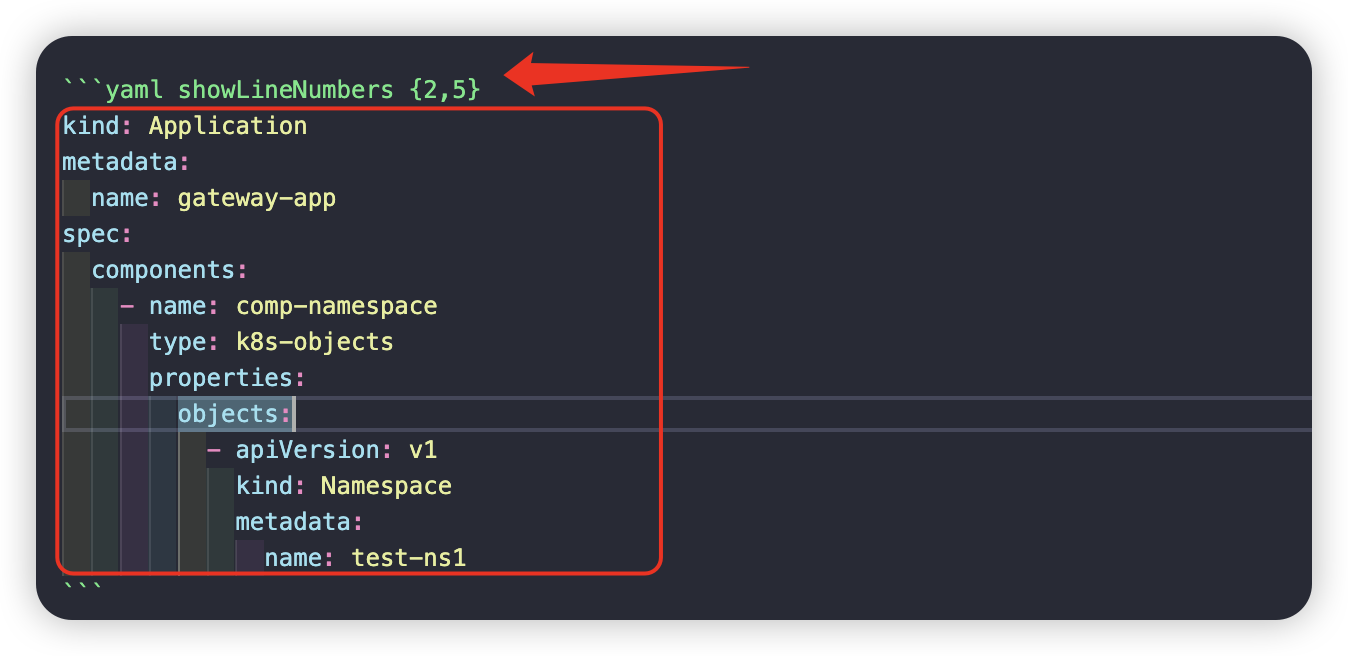 ```yaml showLineNumbers {2,5}
kind: Application
metadata:
  name: gateway-app
spec:
  components:
    - name: comp-namespace
      type: k8s-objects
      properties:
        objects:
          - apiVersion: v1
            kind: Namespace
            metadata:
              name: test-ns1
```